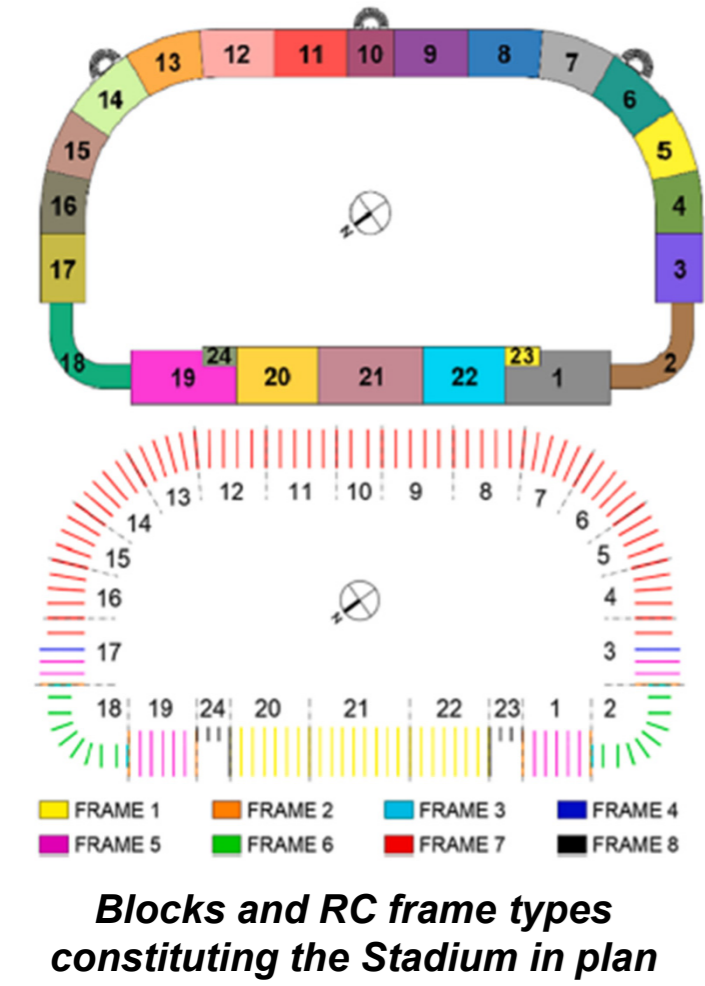 12 11 10 9 8
13 7
14 6
15 5
16 4
N
17 3
18 24 23 2
19 20 21 22 1
12 11 10 9 8
13 7
14 6
15 5
16 4
N
17 3
18 19 24 20 21 22 23 1 2
FRAME 1 FRAME 2 FRAME 3 FRAME 4
FRAME 5 FRAME 6 FRAME 7 FRAME 8
Blocks and RC frame types
constituting the Stadium in plan